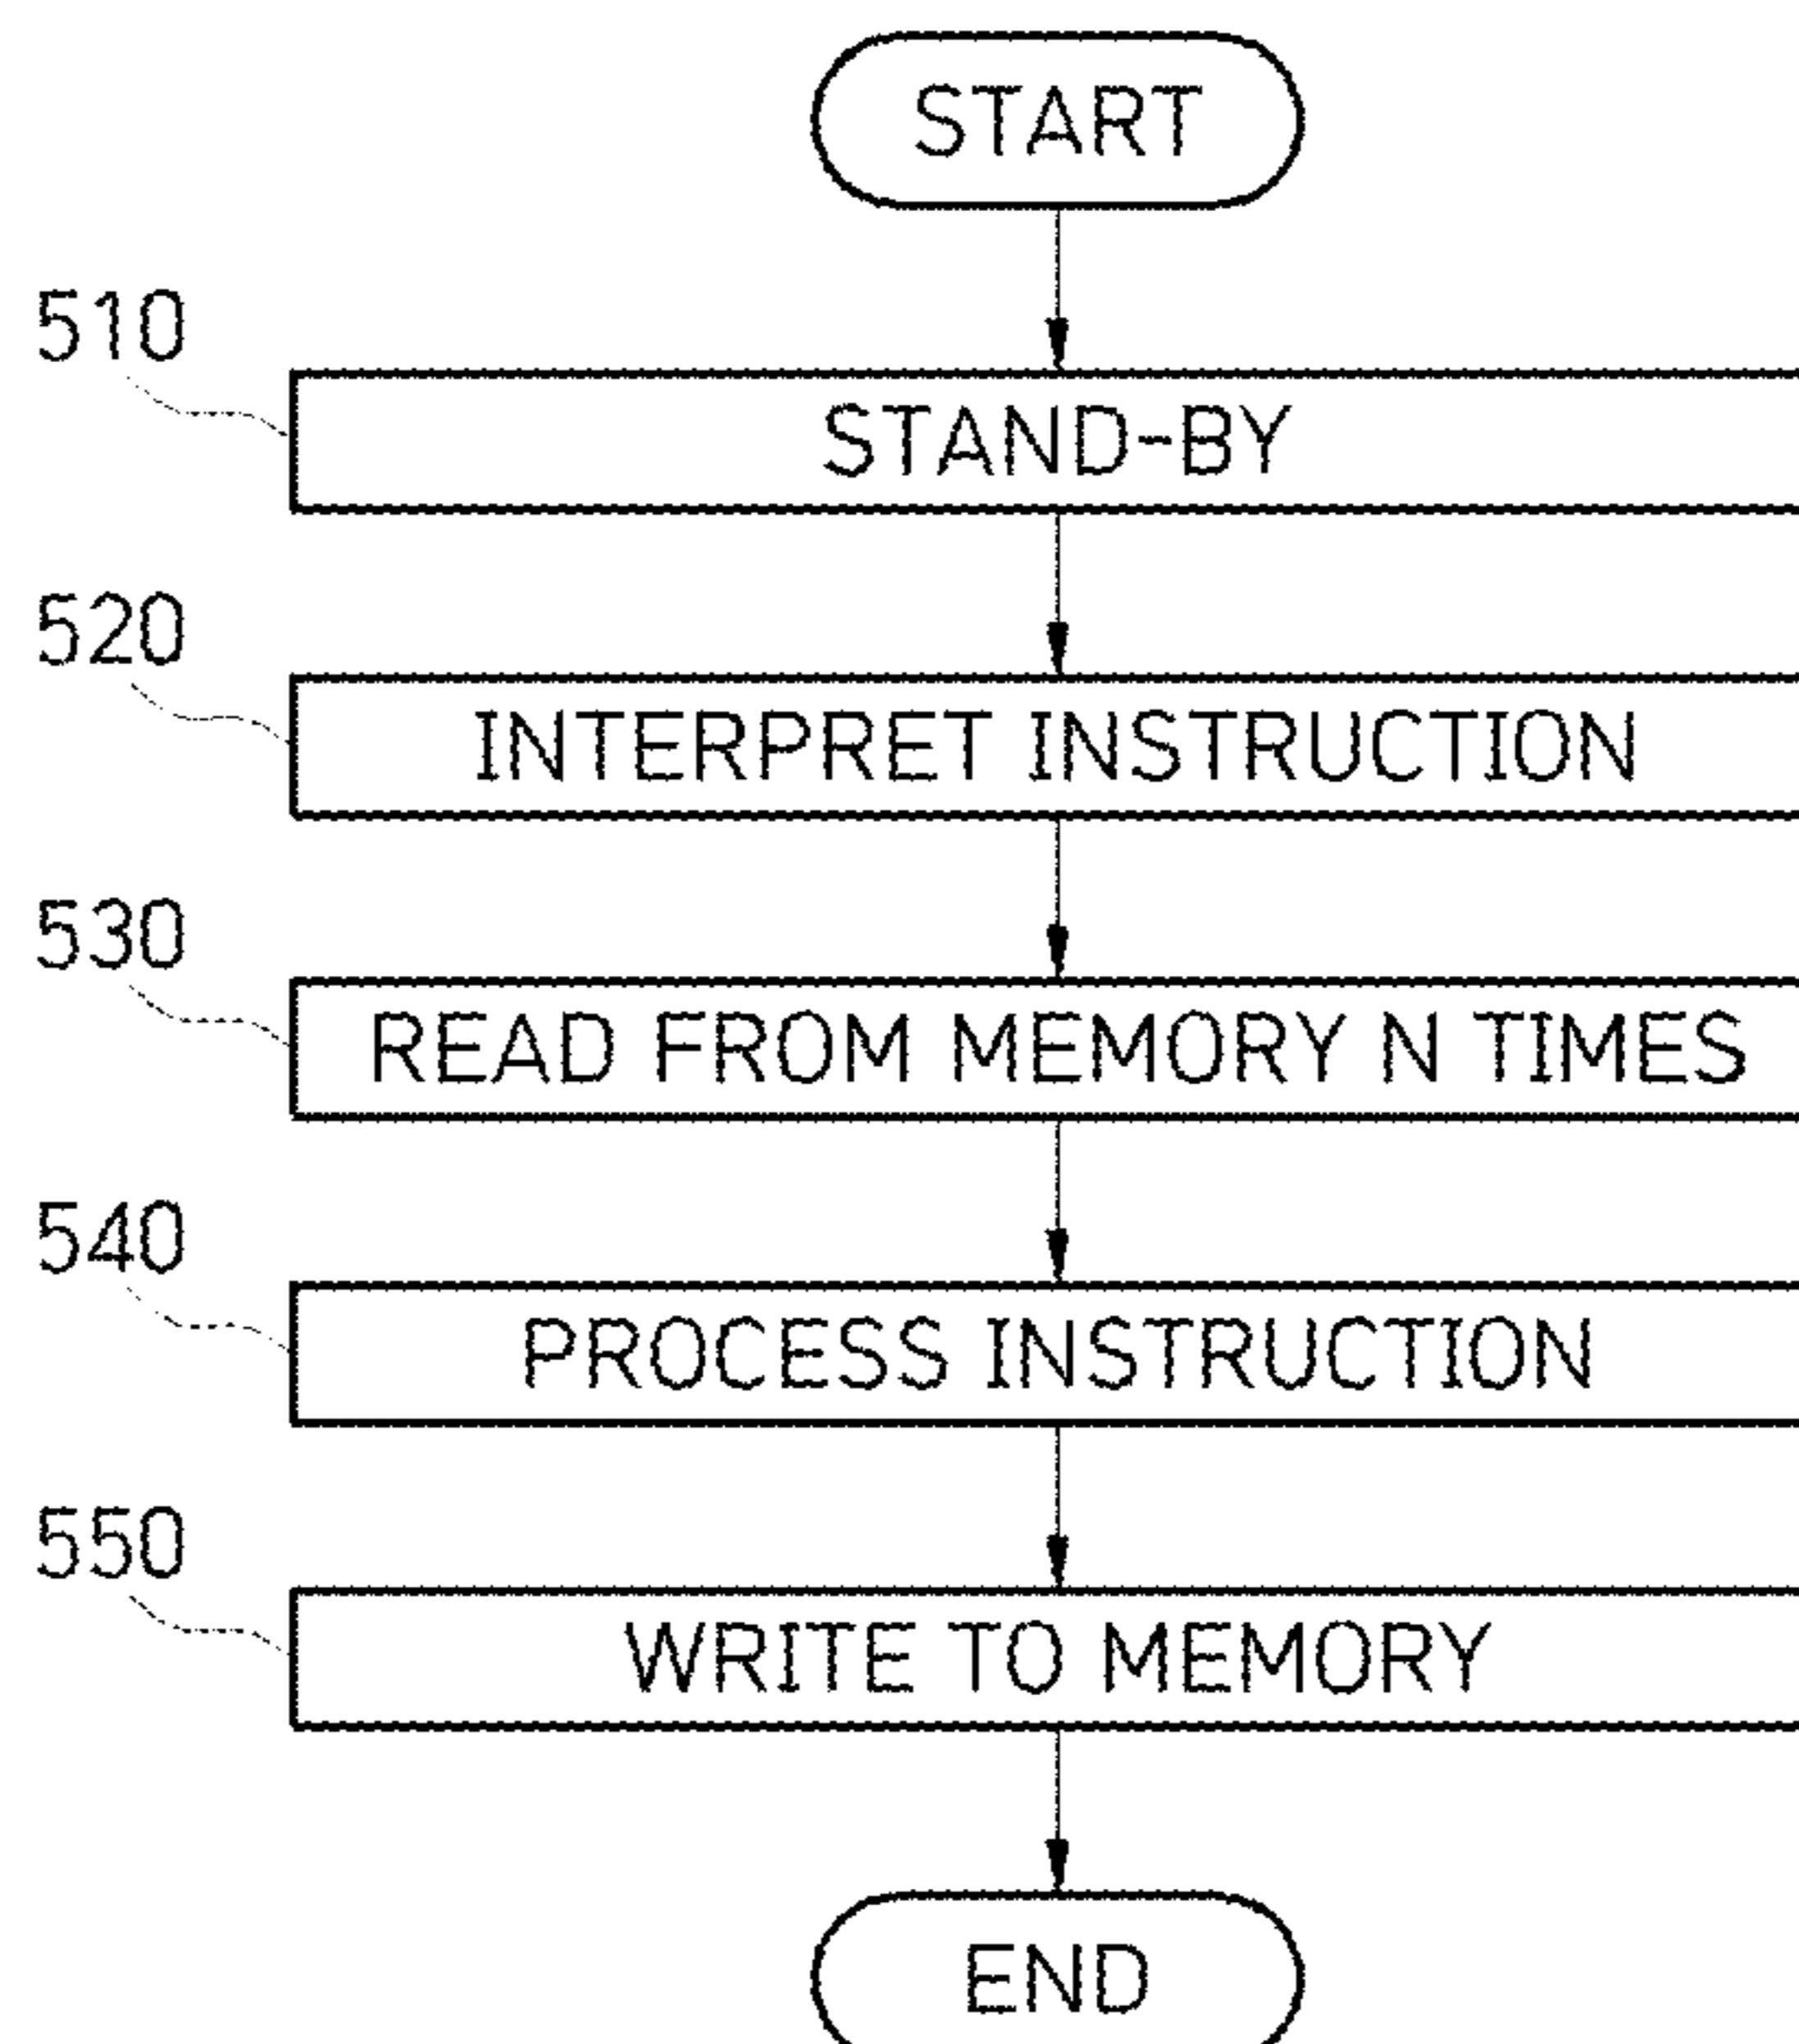 START
510
STAND-BY
520
INTERPRET INSTRUCTION
530
READ FROM MEMORY N TIMES
540
PROCESS INSTRUCTION
550
WRITE TO MEMORY
END